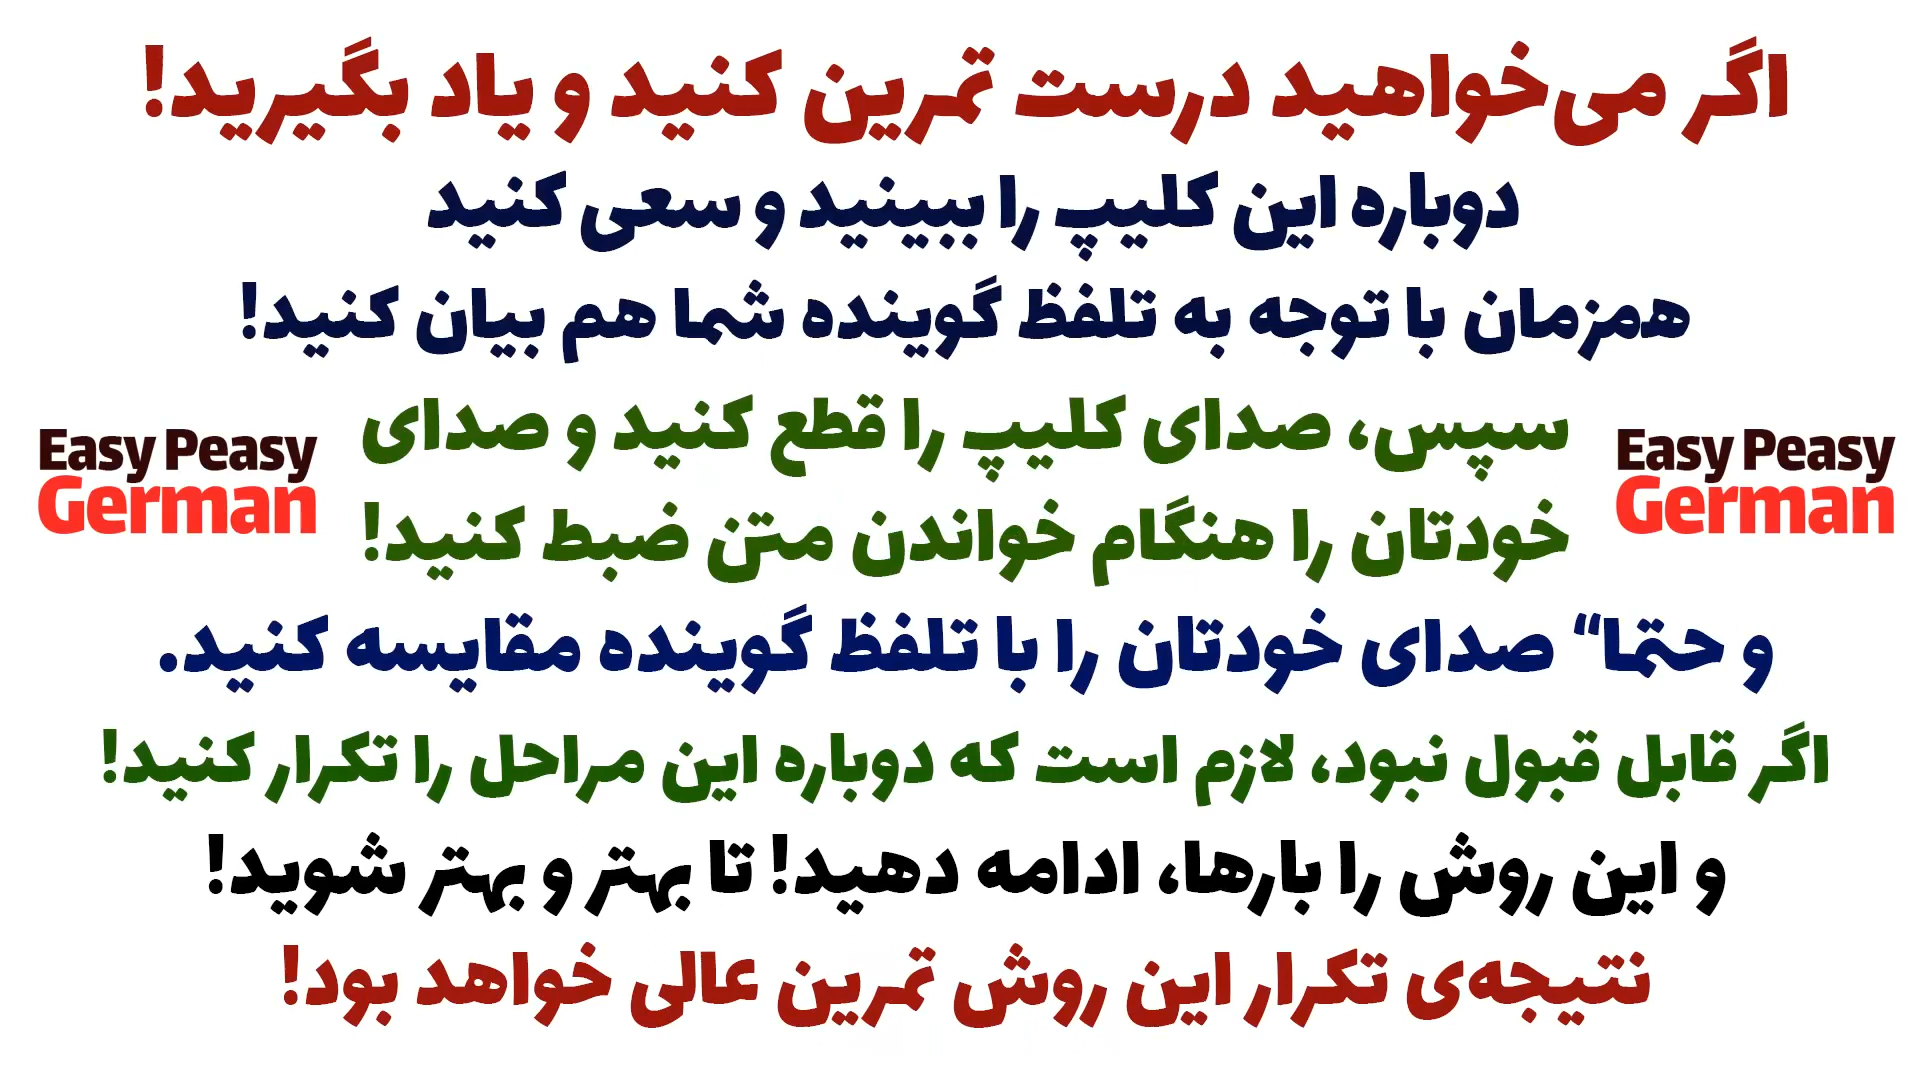 اگر می‌خواهید درست تمرین کنید و یاد بگیرید!
دوباره این کلیپ را ببینید و سعی کنید
همزمان با توجه به تلفظ گوینده شما هم بیان کنید!
سپس، صدای کلیپ را قطع کنید و صدای
خودتان را هنگام خواندن متن ضبط کنید!
Easy Peasy
German
Easy Peasy
German
و حتما“ صدای خودتان را با تلفظ گوینده مقایسه کنید.
اگر قابل قبول نبود، لازم است که دوباره این مراحل را تکرار کنید!
و این روش را بارها، ادامه دهید! تا بهتر و بهتر شوید!
نتیجه‌ی تکرار این روش تمرین عالی خواهد بود!